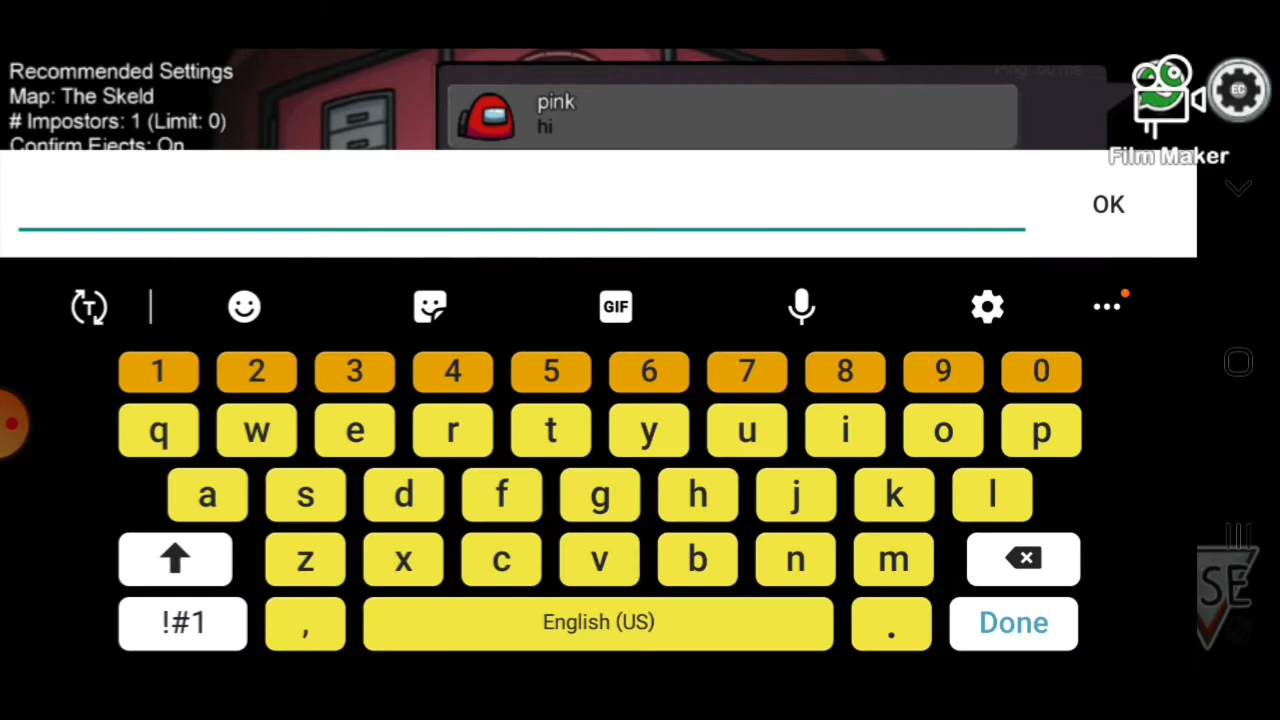 Recommended Settings
Map: The Skeld
# Impostors: 1 (Limit: 0)
Confirm Ejects: On
pink
hi
EC
Film Maker
OK
T
GIF
1 2 3 4 5 6 7 8 9 0
q w e r t y u i o p
a s d f g h j k l
z x c v b n m
!#1 , English (US) . Done
SE